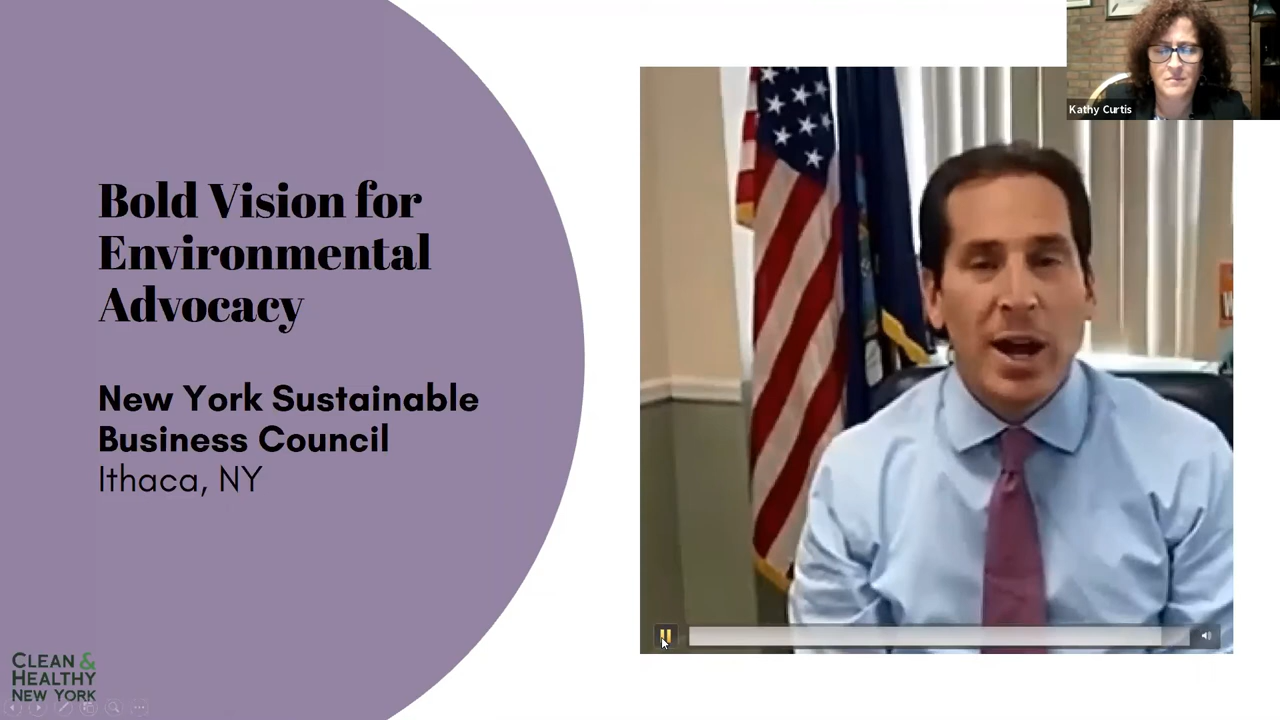 Bold Vision for
Environmental
Advocacy
New York Sustainable
Business Council
Ithaca, NY
Kathy Curtis
CLEAN &
HEALTHY
NEW YORK